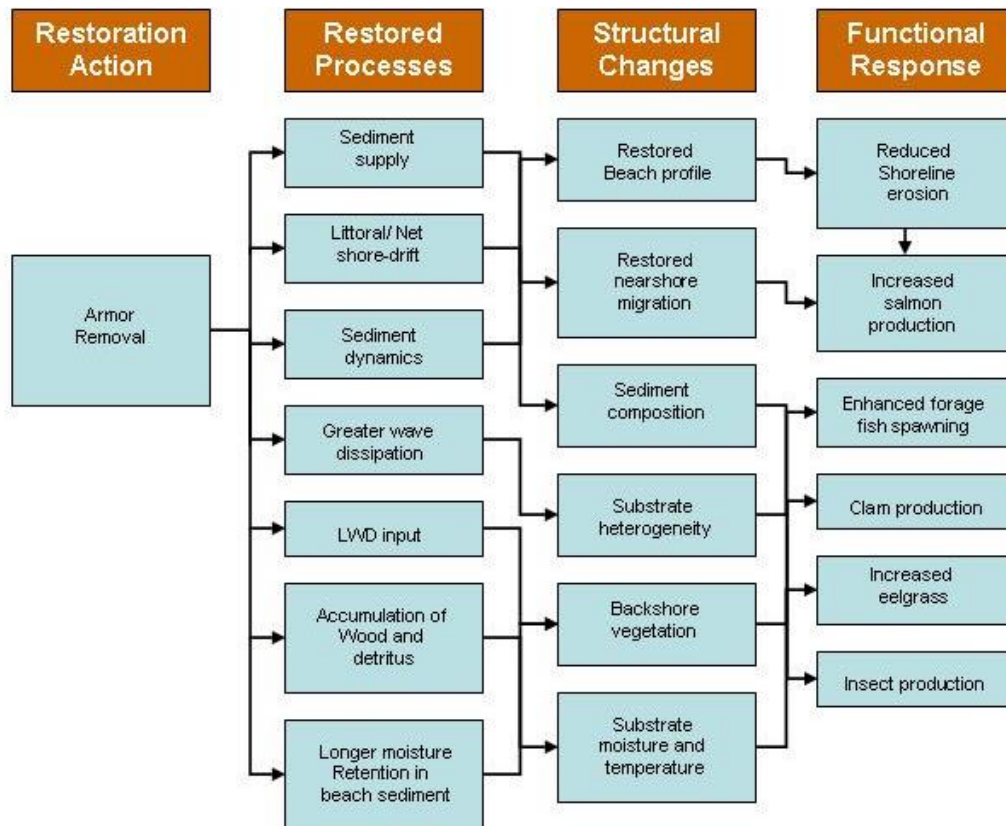 Restoration
Action
Restored
Processes
Structural
Changes
Functional
Response
Armor
Removal
Sediment
supply
Littoral/ Net
shore-drift
Sediment
dynamics
Greater wave
dissipation
LWD input
Accumulation of
Wood and
detritus
Longer moisture
Retention in
beach sediment
Restored
Beach profile
Restored
nearshore
migration
Sediment
composition
Substrate
heterogeneity
Backshore
vegetation
Substrate
moisture and
temperature
Reduced
Shoreline
erosion
Increased
salmon
production
Enhanced forage
fish spawning
Clam production
Increased
eelgrass
Insect production